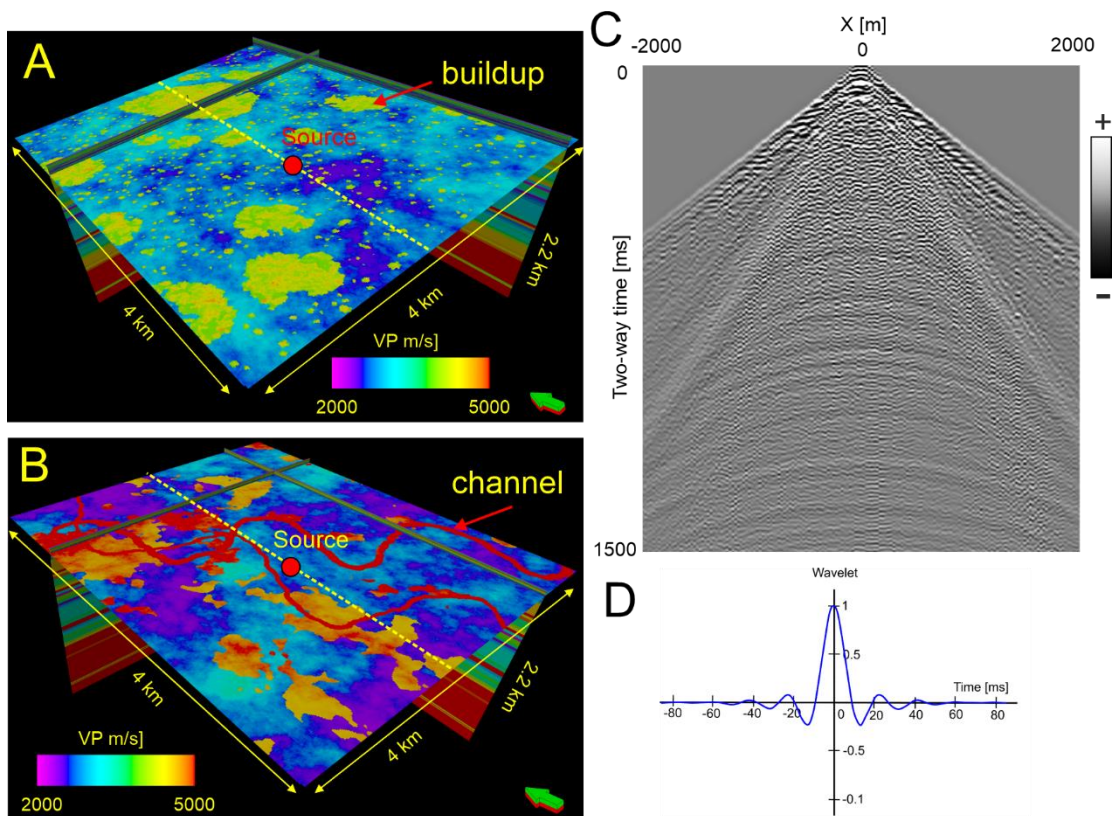 A
buildup
Source
2.2 km
4 km
4 km
VP m/s]
2000
5000
B
channel
Source
2.2 km
4 km
4 km
VP m/s]
2000
5000
C
X [m]
-2000
0
2000
0
+
-
Two-way time [ms]
1500
D
Wavelet
1
0.5
Time [ms]
-80
-60
-40
-20
0
20
40
60
80
-0.5
-0.1